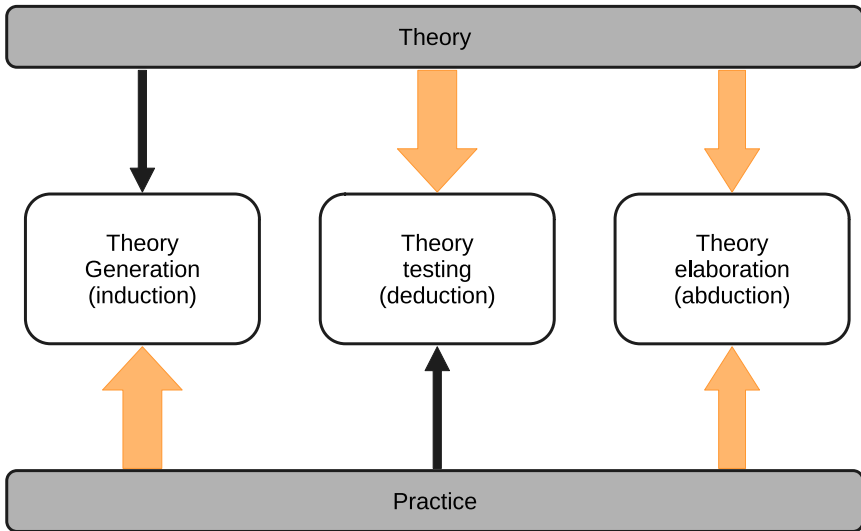 Theory
Theory
Generation
(induction)
Theory
testing
(deduction)
Theory
elaboration
(abduction)
Practice